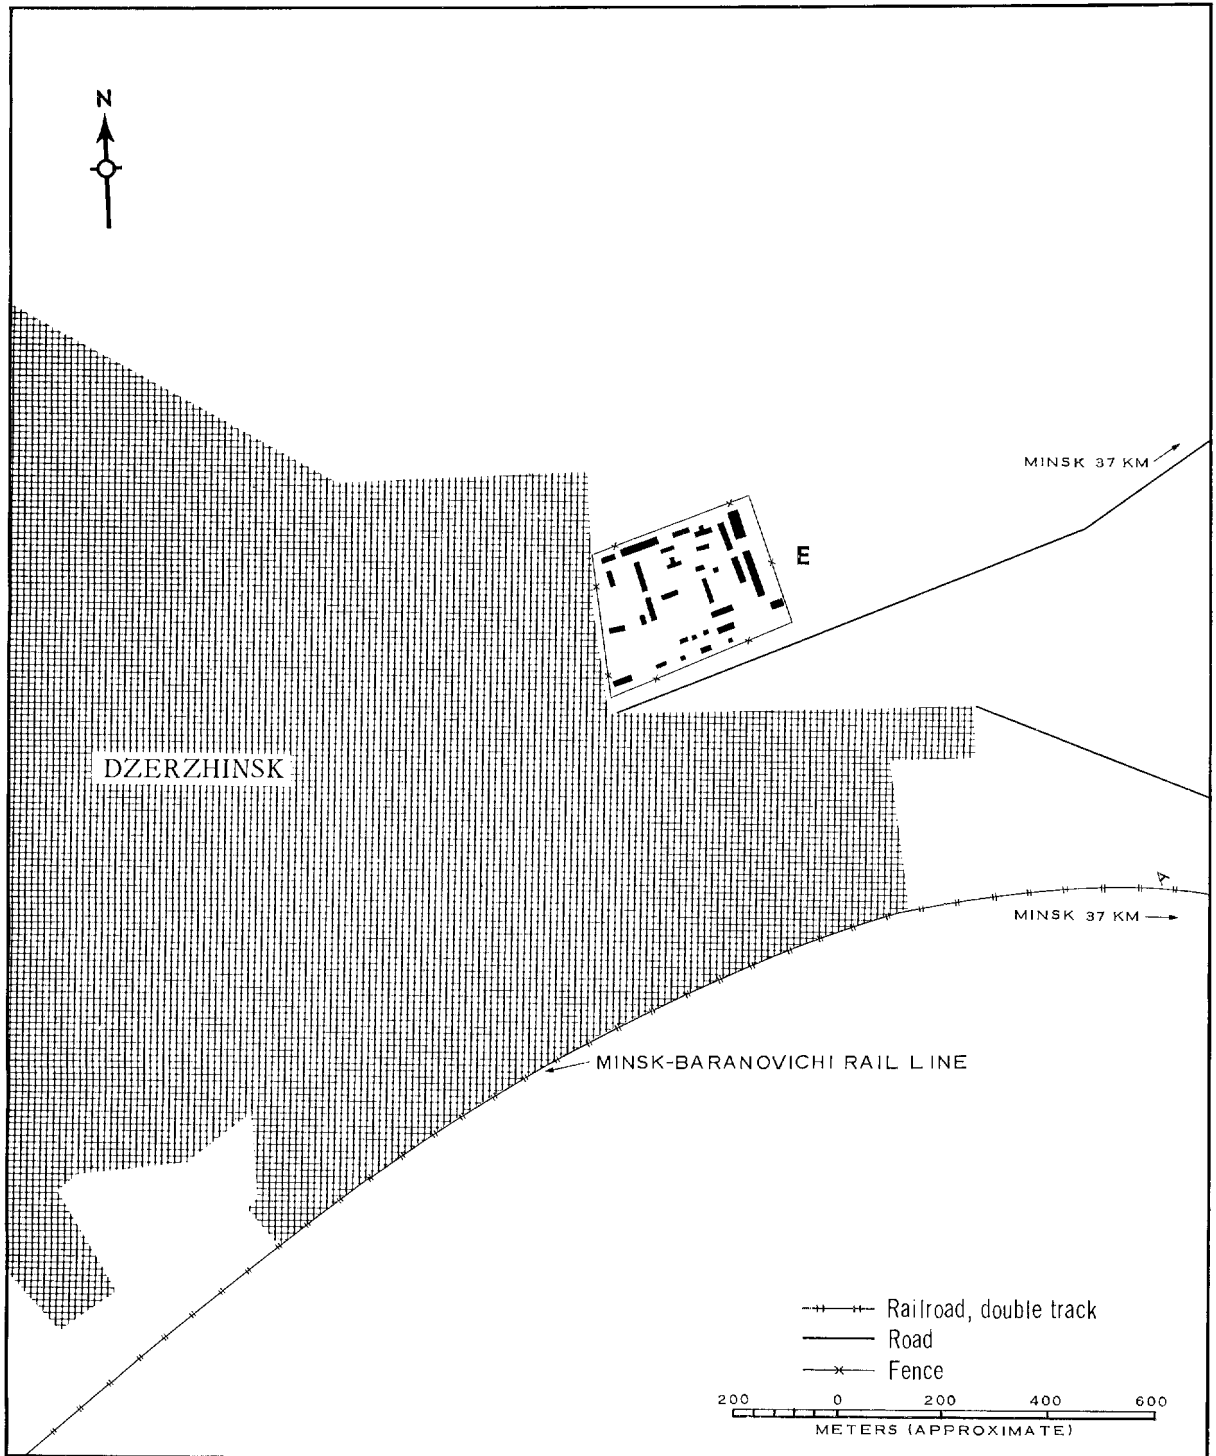 N
MINSK 37 KM
E
DZERZHINSK
A
MINSK 37 KM
MINSK-BARANOVICHI RAIL LINE
Railroad, double track
Road
Fence
200 0 200 400 600
METERS (APPROXIMATE)